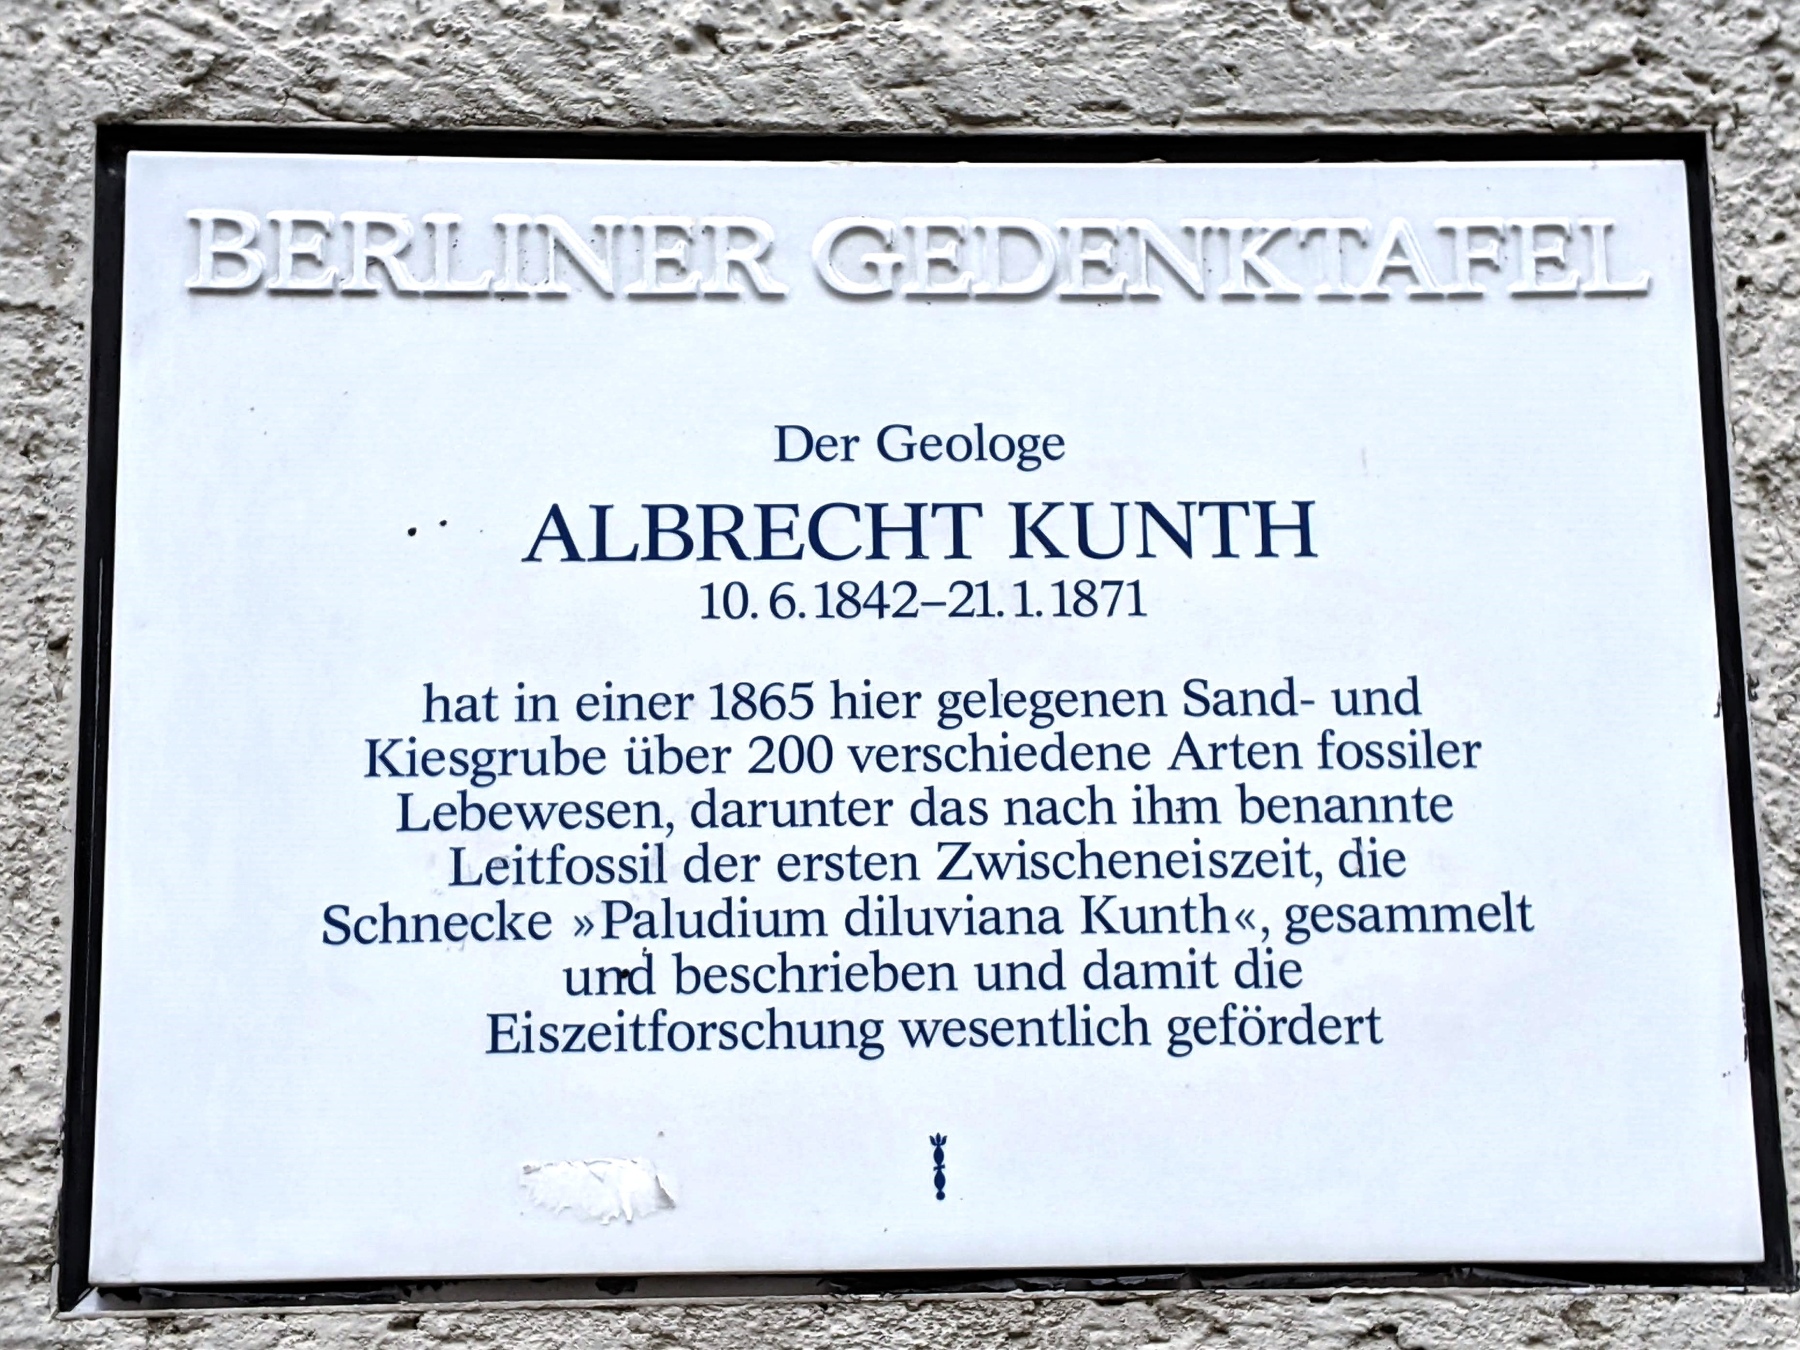 BERLINER GEDENKTAFEL
Der Geologe
ALBRECHT KUNTH
10. 6. 1842–21. 1. 1871
hat in einer 1865 hier gelegenen Sand- und
Kiesgrube über 200 verschiedene Arten fossiler
Lebewesen, darunter das nach ihm benannte
Leitfossil der ersten Zwischeneiszeit, die
Schnecke »Paludium diluviana Kunth«, gesammelt
und beschrieben und damit die
Eiszeitforschung wesentlich gefördert